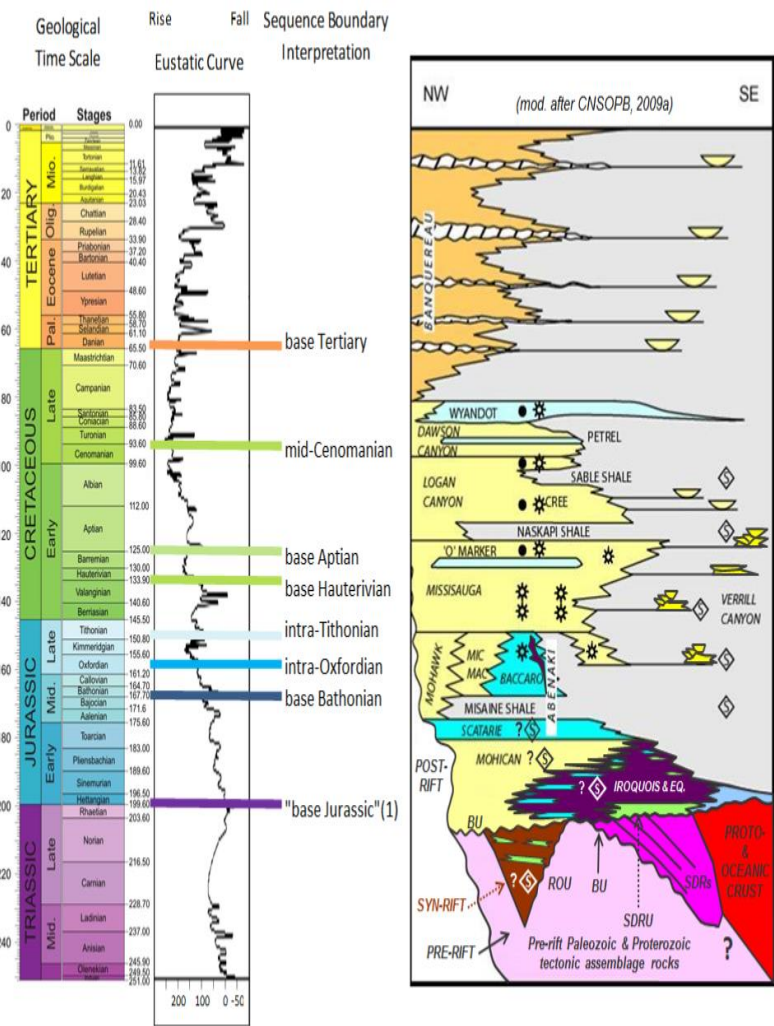 Geological
Time Scale
Rise
Fall
Eustatic Curve
Sequence Boundary
Interpretation
Period
Stages
0
20
40
60
80
100
120
140
160
180
200
220
240
TERTIARY
CRETACEOUS
JURASSIC
TRIASSIC
Plio.
Mio.
Olig.
Eocene
Pal.
Late
Early
Late
Mid.
Early
Late
Mid.
0.00
Tortonian
11.61
13.82
Langhian
15.97
Burdigalian
20.43
Aquitanian
23.03
Chattian
28.40
Rupelian
33.90
Priabonian
37.20
Bartonian
40.40
Lutetian
48.60
Ypresian
55.80
Thanetian
58.70
Selandian
61.10
Danian
65.50
Maastrichtian
70.60
Campanian
83.50
Santonian
85.80
Coniacian
88.60
Turonian
93.60
Cenomanian
99.60
Albian
112.00
Aptian
125.00
Barremian
130.00
Hauterivian
133.90
Valanginian
140.60
Berriasian
145.50
Tithonian
150.80
Kimmeridgian
155.60
Oxfordian
161.20
Callovian
164.70
Bathonian
167.70
Bajocian
171.6
Aalenian
175.60
Toarcian
183.00
Pliensbachian
189.60
Sinemurian
196.50
Hettangian
199.60
Rhaetian
203.60
Norian
216.50
Carnian
228.70
Ladinian
237.00
Anisian
245.90
Olenekian
249.50
251.00
200 100 0 -50
base Tertiary
mid-Cenomanian
base Aptian
base Hauterivian
intra-Tithonian
intra-Oxfordian
base Bathonian
"base Jurassic"(1)
NW
(mod. after CNSOPB, 2009a)
SE
BANQUEREAU
WYANDOT
DAWSON
CANYON
PETREL
SABLE SHALE
LOGAN
CANYON
CREE
NASKAPI SHALE
'O' MARKER
MISSISAUGA
VERRILL
CANYON
MOHAWK
MIC
MAC
BACCARO
ABENAKI
MISAINE SHALE
SCATARIE ? S
MOHICAN ? S
POST-
RIFT
? S IROQUOIS & EQ.
BU
? S
ROU
BU
SDRs
SDRU
PROTO-
&
OCEANIC
CRUST
SYN-RIFT
PRE-RIFT
Pre-rift Paleozoic & Proterozoic
tectonic assemblage rocks
?
S
S
S
S
S